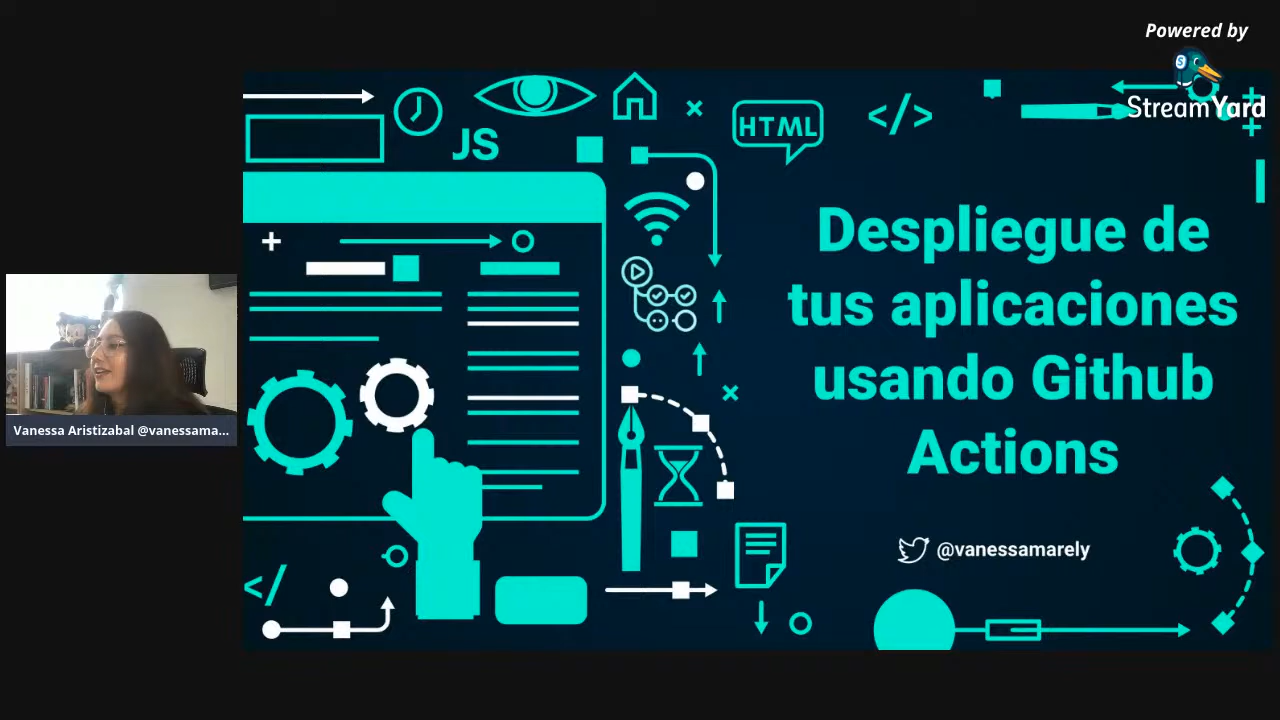 Powered by
StreamYard
JS
HTML
</>
Despliegue de
tus aplicaciones
usando Github
Actions
@vanessamarely
Vanessa Aristizabal @vanessama...
</